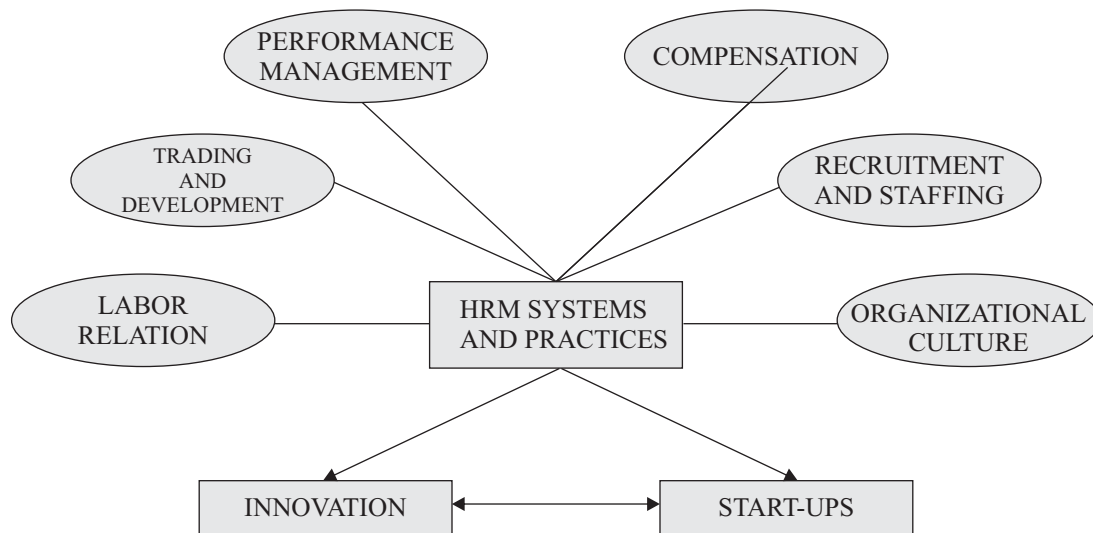 PERFORMANCE
MANAGEMENT
COMPENSATION
TRADING
AND
DEVELOPMENT
RECRUITMENT
AND STAFFING
LABOR
RELATION
HRM SYSTEMS
AND PRACTICES
ORGANIZATIONAL
CULTURE
INNOVATION
START-UPS